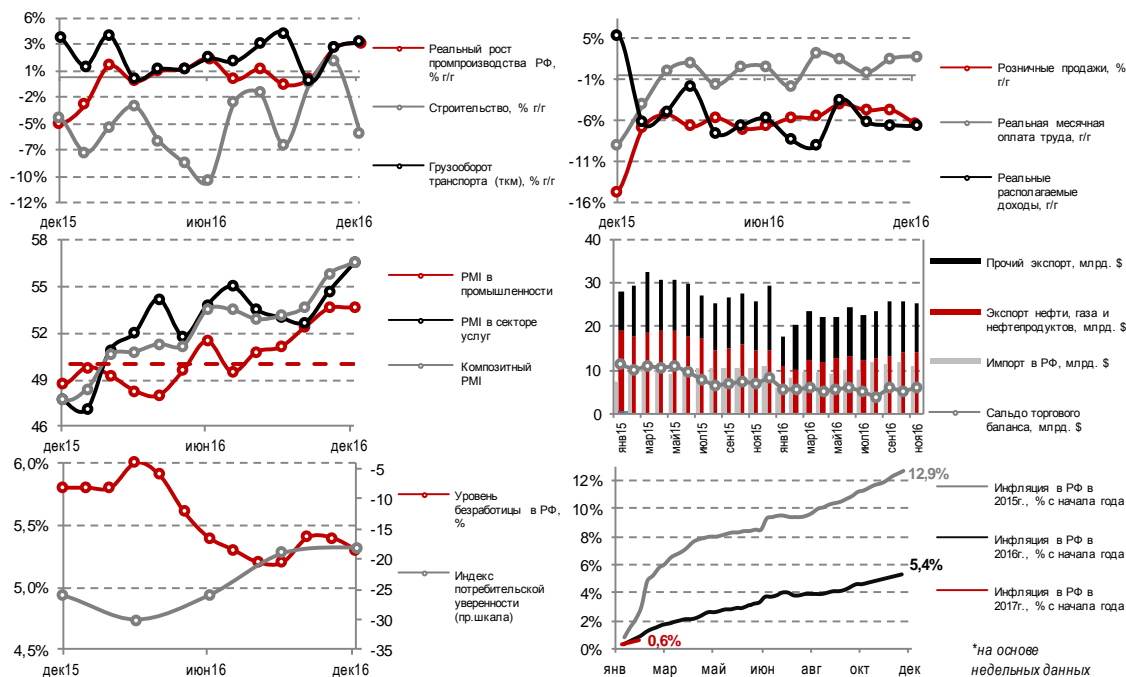 6%
3%
1%
-2%
-5%
-7%
-10%
-12%
дек15
июн16
дек16
Реальный рост
промпроизводства РФ,
% г/г
Строительство, % г/г
Грузооборот
транспорта (ткм), % г/г
5%
-1%
-6%
-11%
-16%
дек15
июн16
дек16
Розничные продажи, %
г/г
Реальная месячная
оплата труда, г/г
Реальные
располагаемые
доходы, г/г
58
55
52
49
46
дек15
июн16
дек16
PMI в
промышленности
PMI в секторе
услуг
Композитный
PMI
40
30
20
10
0
янв15
мар15
май15
июл15
сен15
ноя15
янв16
мар16
май16
июл16
сен16
ноя16
Прочий экспорт, млрд. $
Экспорт нефти, газа и
нефтепродуктов, млрд. $
Импорт в РФ, млрд. $
Сальдо торгового
баланса, млрд. $
6,0%
5,5%
5,0%
4,5%
-5
-10
-15
-20
-25
-30
-35
дек15
июн16
дек16
Уровень
безработицы в РФ,
%
Индекс
потребительской
уверенности
(пр.шкала)
12%
10%
8%
6%
4%
2%
0%
12,9%
5,4%
0,6%
янв
мар
май
июн
авг
окт
дек
Инфляция в РФ в
2015г., % с начала года
Инфляция в РФ в
2016г., % с начала года
Инфляция в РФ в
2017г., % с начала года
*на основе
недельных данных